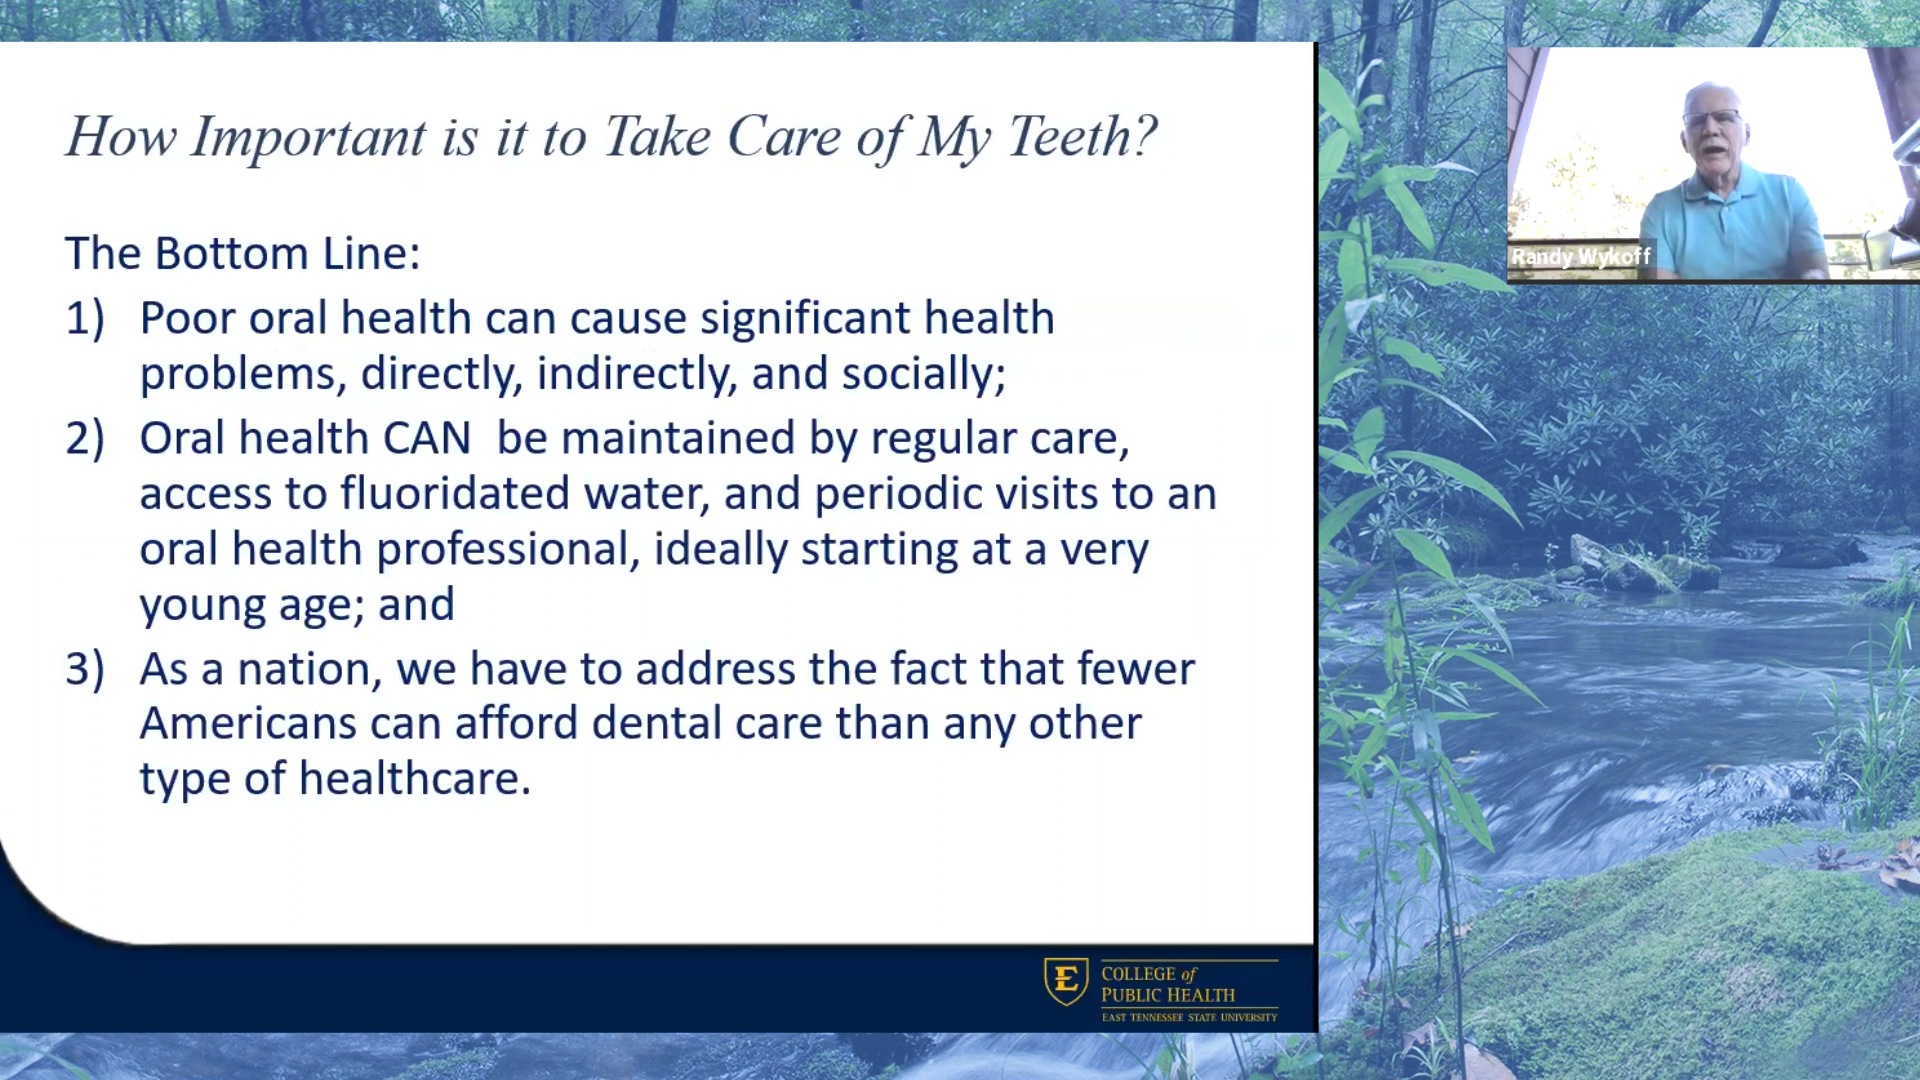 How Important is it to Take Care of My Teeth?
The Bottom Line:
1) Poor oral health can cause significant health
problems, directly, indirectly, and socially;
2) Oral health CAN be maintained by regular care,
access to fluoridated water, and periodic visits to an
oral health professional, ideally starting at a very
young age; and
3) As a nation, we have to address the fact that fewer
Americans can afford dental care than any other
type of healthcare.
Randy Wykoff
E
COLLEGE of
PUBLIC HEALTH
EAST TENNESSEE STATE UNIVERSITY